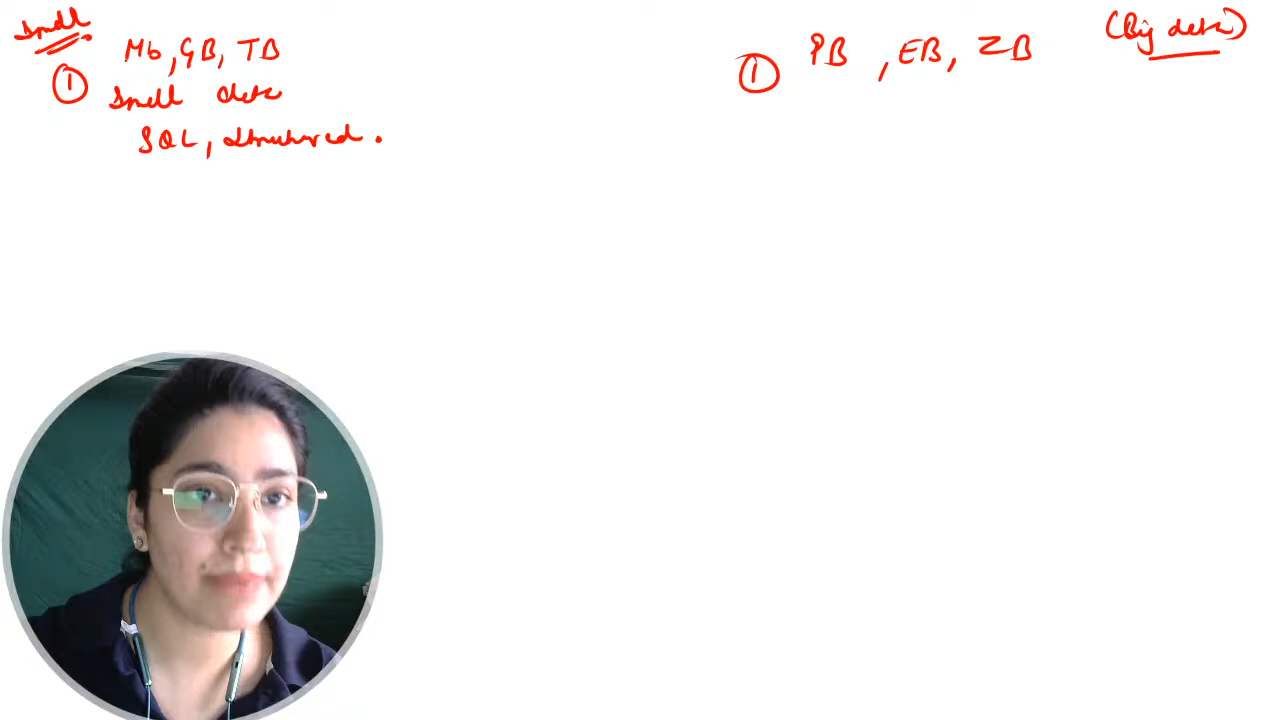 Small
Mb, GB, TB
① Small data
SQL, structured.
(Big data)
① PB, EB, ZB